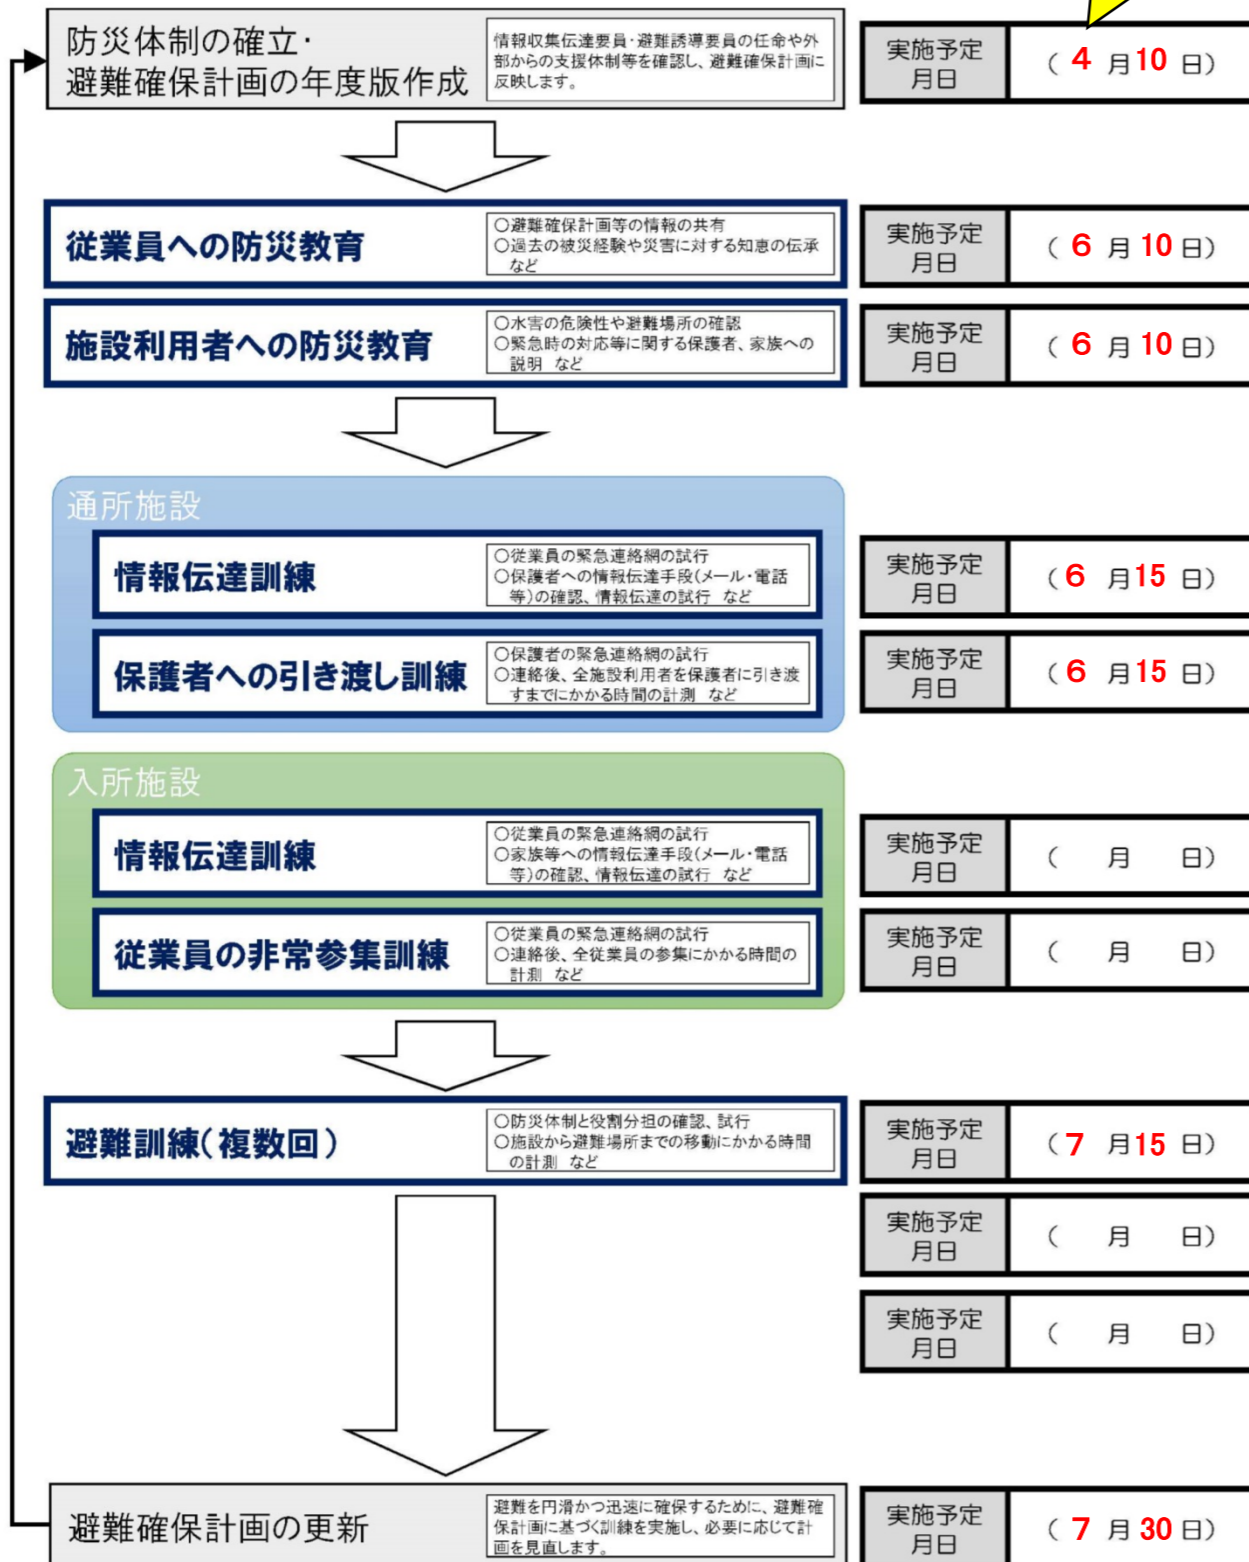 防災体制の確立・
避難確保計画の年度版作成
情報収集伝達要員・避難誘導要員の任命や外
部からの支援体制等を確認し、避難確保計画に
反映します。
実施予定
月日
（ 4 月 10 日）
従業員への防災教育
○避難確保計画等の情報の共有
○過去の被災経験や災害に対する知恵の伝承
など
実施予定
月日
（ 6 月 10 日）
施設利用者への防災教育
○水害の危険性や避難場所の確認
○緊急時の対応等に関する保護者、家族への
説明 など
実施予定
月日
（ 6 月 10 日）
通所施設
情報伝達訓練
○従業員の緊急連絡網の試行
○保護者への情報伝達手段(メール・電話
等)の確認、情報伝達の試行 など
実施予定
月日
（ 6 月 15 日）
保護者への引き渡し訓練
○保護者の緊急連絡網の試行
○連絡後、全施設利用者を保護者に引き渡
すまでにかかる時間の計測 など
実施予定
月日
（ 6 月 15 日）
入所施設
情報伝達訓練
○従業員の緊急連絡網の試行
○家族等への情報伝達手段(メール・電話
等)の確認、情報伝達の試行 など
実施予定
月日
（ 月 日）
従業員の非常参集訓練
○従業員の緊急連絡網の試行
○連絡後、全従業員の参集にかかる時間の
計測 など
実施予定
月日
（ 月 日）
避難訓練(複数回)
○防災体制と役割分担の確認、試行
○施設から避難場所までの移動にかかる時間
の計測 など
実施予定
月日
（ 7 月 15 日）
実施予定
月日
（ 月 日）
実施予定
月日
（ 月 日）
避難確保計画の更新
避難を円滑かつ迅速に確保するために、避難確
保計画に基づく訓練を実施し、必要に応じて計
画を見直します。
実施予定
月日
（ 7 月 30 日）